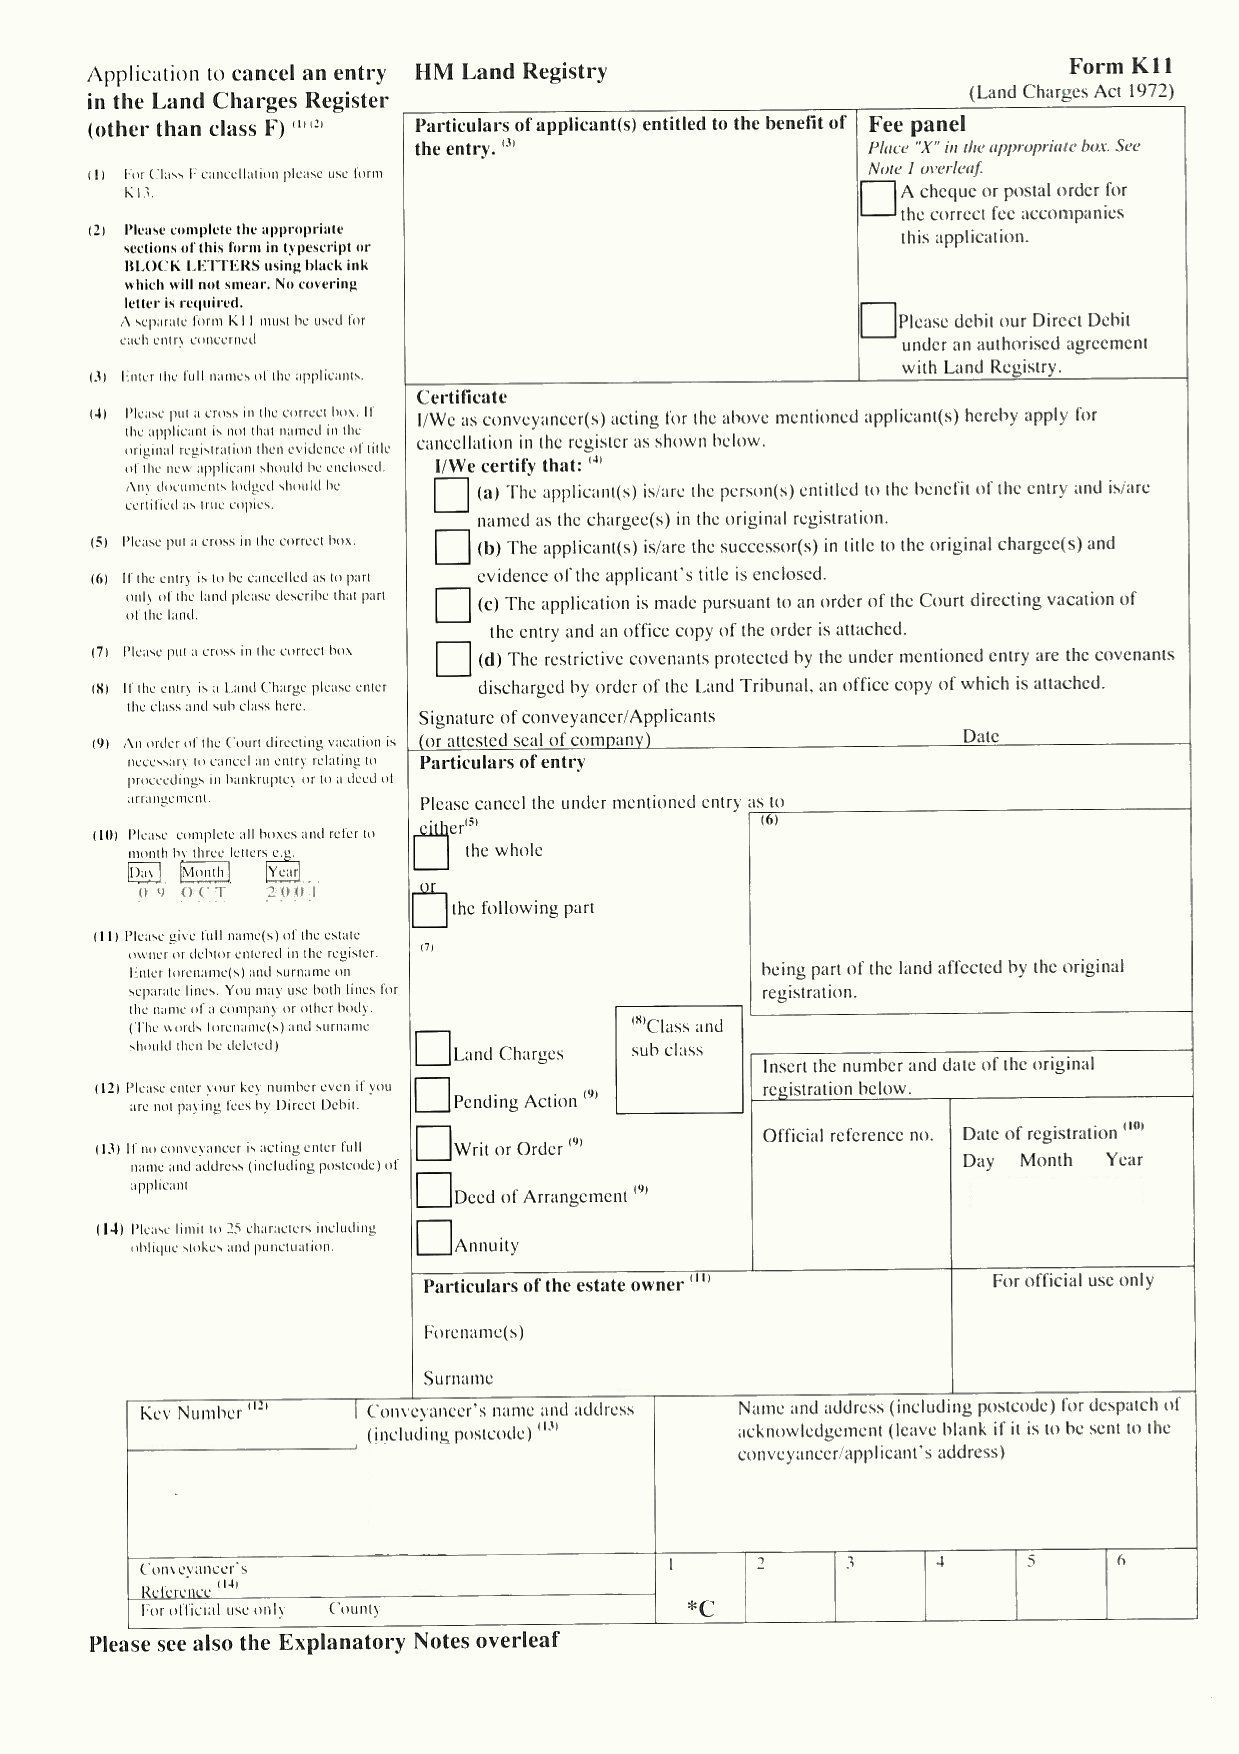 Application to cancel an entry
in the Land Charges Register
(other than class F) (1) (2)
HM Land Registry
Form K11
(Land Charges Act 1972)
(1) For Class F cancellation please use form
K13.
(2) Please complete the appropriate
sections of this form in typescript or
BLOCK LETTERS using black ink
which will not smear. No covering
letter is required.
A separate form K11 must be used for
each entry concerned
(3) Enter the full names of the applicants.
(4) Please put a cross in the correct box. If
the applicant is not that named in the
original registration then evidence of title
of the new applicant should be enclosed.
Any documents lodged should be
certified as true copies.
(5) Please put a cross in the correct box.
(6) If the entry is to be cancelled as to part
only of the land please describe that part
of the land.
(7) Please put a cross in the correct box
(8) If the entry is a Land Charge please enter
the class and sub class here.
(9) An order of the Court directing vacation is
necessary to cancel an entry relating to
proceedings in bankruptcy or to a deed of
arrangement.
(10) Please complete all boxes and refer to
month by three letters e.g.
Day Month Year
0 9 O C T 2 0 0 1
(11) Please give full name(s) of the estate
owner or debtor entered in the register.
Enter forename(s) and surname on
separate lines. You may use both lines for
the name of a company or other body.
(The words forename(s) and surname
should then be deleted)
(12) Please enter your key number even if you
are not paying fees by Direct Debit.
(13) If no conveyancer is acting enter full
name and address (including postcode) of
applicant
(14) Please limit to 25 characters including
oblique stokes and punctuation.
Particulars of applicant(s) entitled to the benefit of
the entry. (3)
Fee panel
Place "X" in the appropriate box. See
Note 1 overleaf.
A cheque or postal order for
the correct fee accompanies
this application.
Please debit our Direct Debit
under an authorised agreement
with Land Registry.
Certificate
I/We as conveyancer(s) acting for the above mentioned applicant(s) hereby apply for
cancellation in the register as shown below.
I/We certify that: (4)
(a) The applicant(s) is/are the person(s) entitled to the benefit of the entry and is/are
named as the chargee(s) in the original registration.
(b) The applicant(s) is/are the successor(s) in title to the original chargee(s) and
evidence of the applicant's title is enclosed.
(c) The application is made pursuant to an order of the Court directing vacation of
the entry and an office copy of the order is attached.
(d) The restrictive covenants protected by the under mentioned entry are the covenants
discharged by order of the Land Tribunal, an office copy of which is attached.
Signature of conveyancer/Applicants
(or attested seal of company) Date
Particulars of entry
Please cancel the under mentioned entry as to
either(5)
the whole
or
the following part
(6)
being part of the land affected by the original
registration.
(7)
Land Charges
Pending Action (9)
Writ or Order (9)
Deed of Arrangement (9)
Annuity
(8)Class and
sub class
Insert the number and date of the original
registration below.
Official reference no.
Date of registration (10)
Day Month Year
Particulars of the estate owner (11)
Forename(s)
Surname
For official use only
Key Number (12)
Conveyancer's name and address
(including postcode) (13)
Name and address (including postcode) for despatch of
acknowledgement (leave blank if it is to be sent to the
conveyancer/applicant's address)
Conveyancer's
Reference (14)
For official use only County
1 2 3 4 5 6
*C
Please see also the Explanatory Notes overleaf